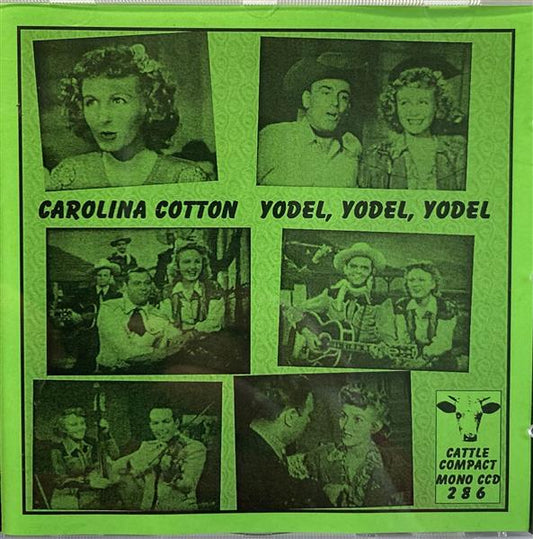 CAROLINA COTTON YODEL, YODEL, YODEL
CATTLE
COMPACT
MONO CCD
286